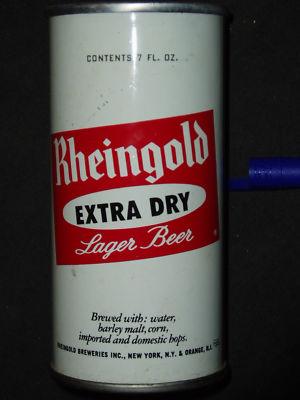 CONTENTS 7 FL. OZ.
Rheingold
EXTRA DRY
Lager Beer
Brewed with: water,
barley malt, corn,
imported and domestic hops.
RHEINGOLD BREWERIES INC., NEW YORK, N.Y. & ORANGE, N.J.